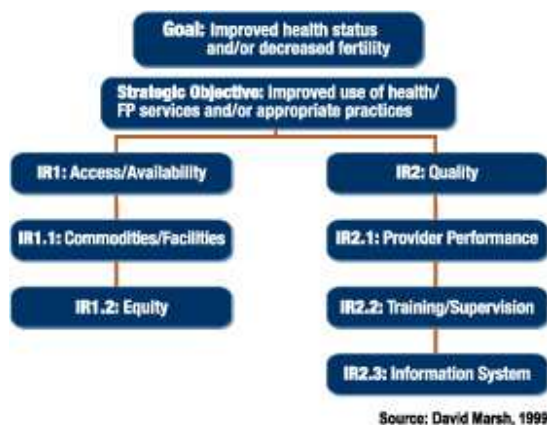 Goal: Improved health status
and/or decreased fertility
Strategic Objective: Improved use of health/
FP services and/or appropriate practices
IR1: Access/Availability
IR2: Quality
IR1.1: Commodities/Facilities
IR2.1: Provider Performance
IR1.2: Equity
IR2.2: Training/Supervision
IR2.3: Information System
Source: David Marsh, 1999